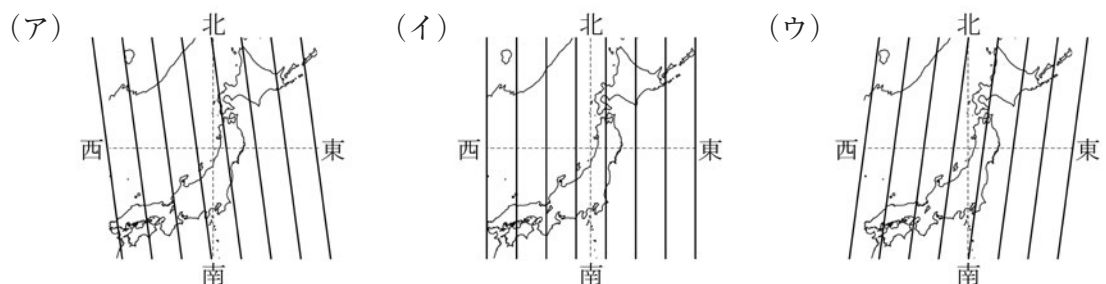 (ア) 北 西 東 南
(イ) 北 西 東 南
(ウ) 北 西 東 南